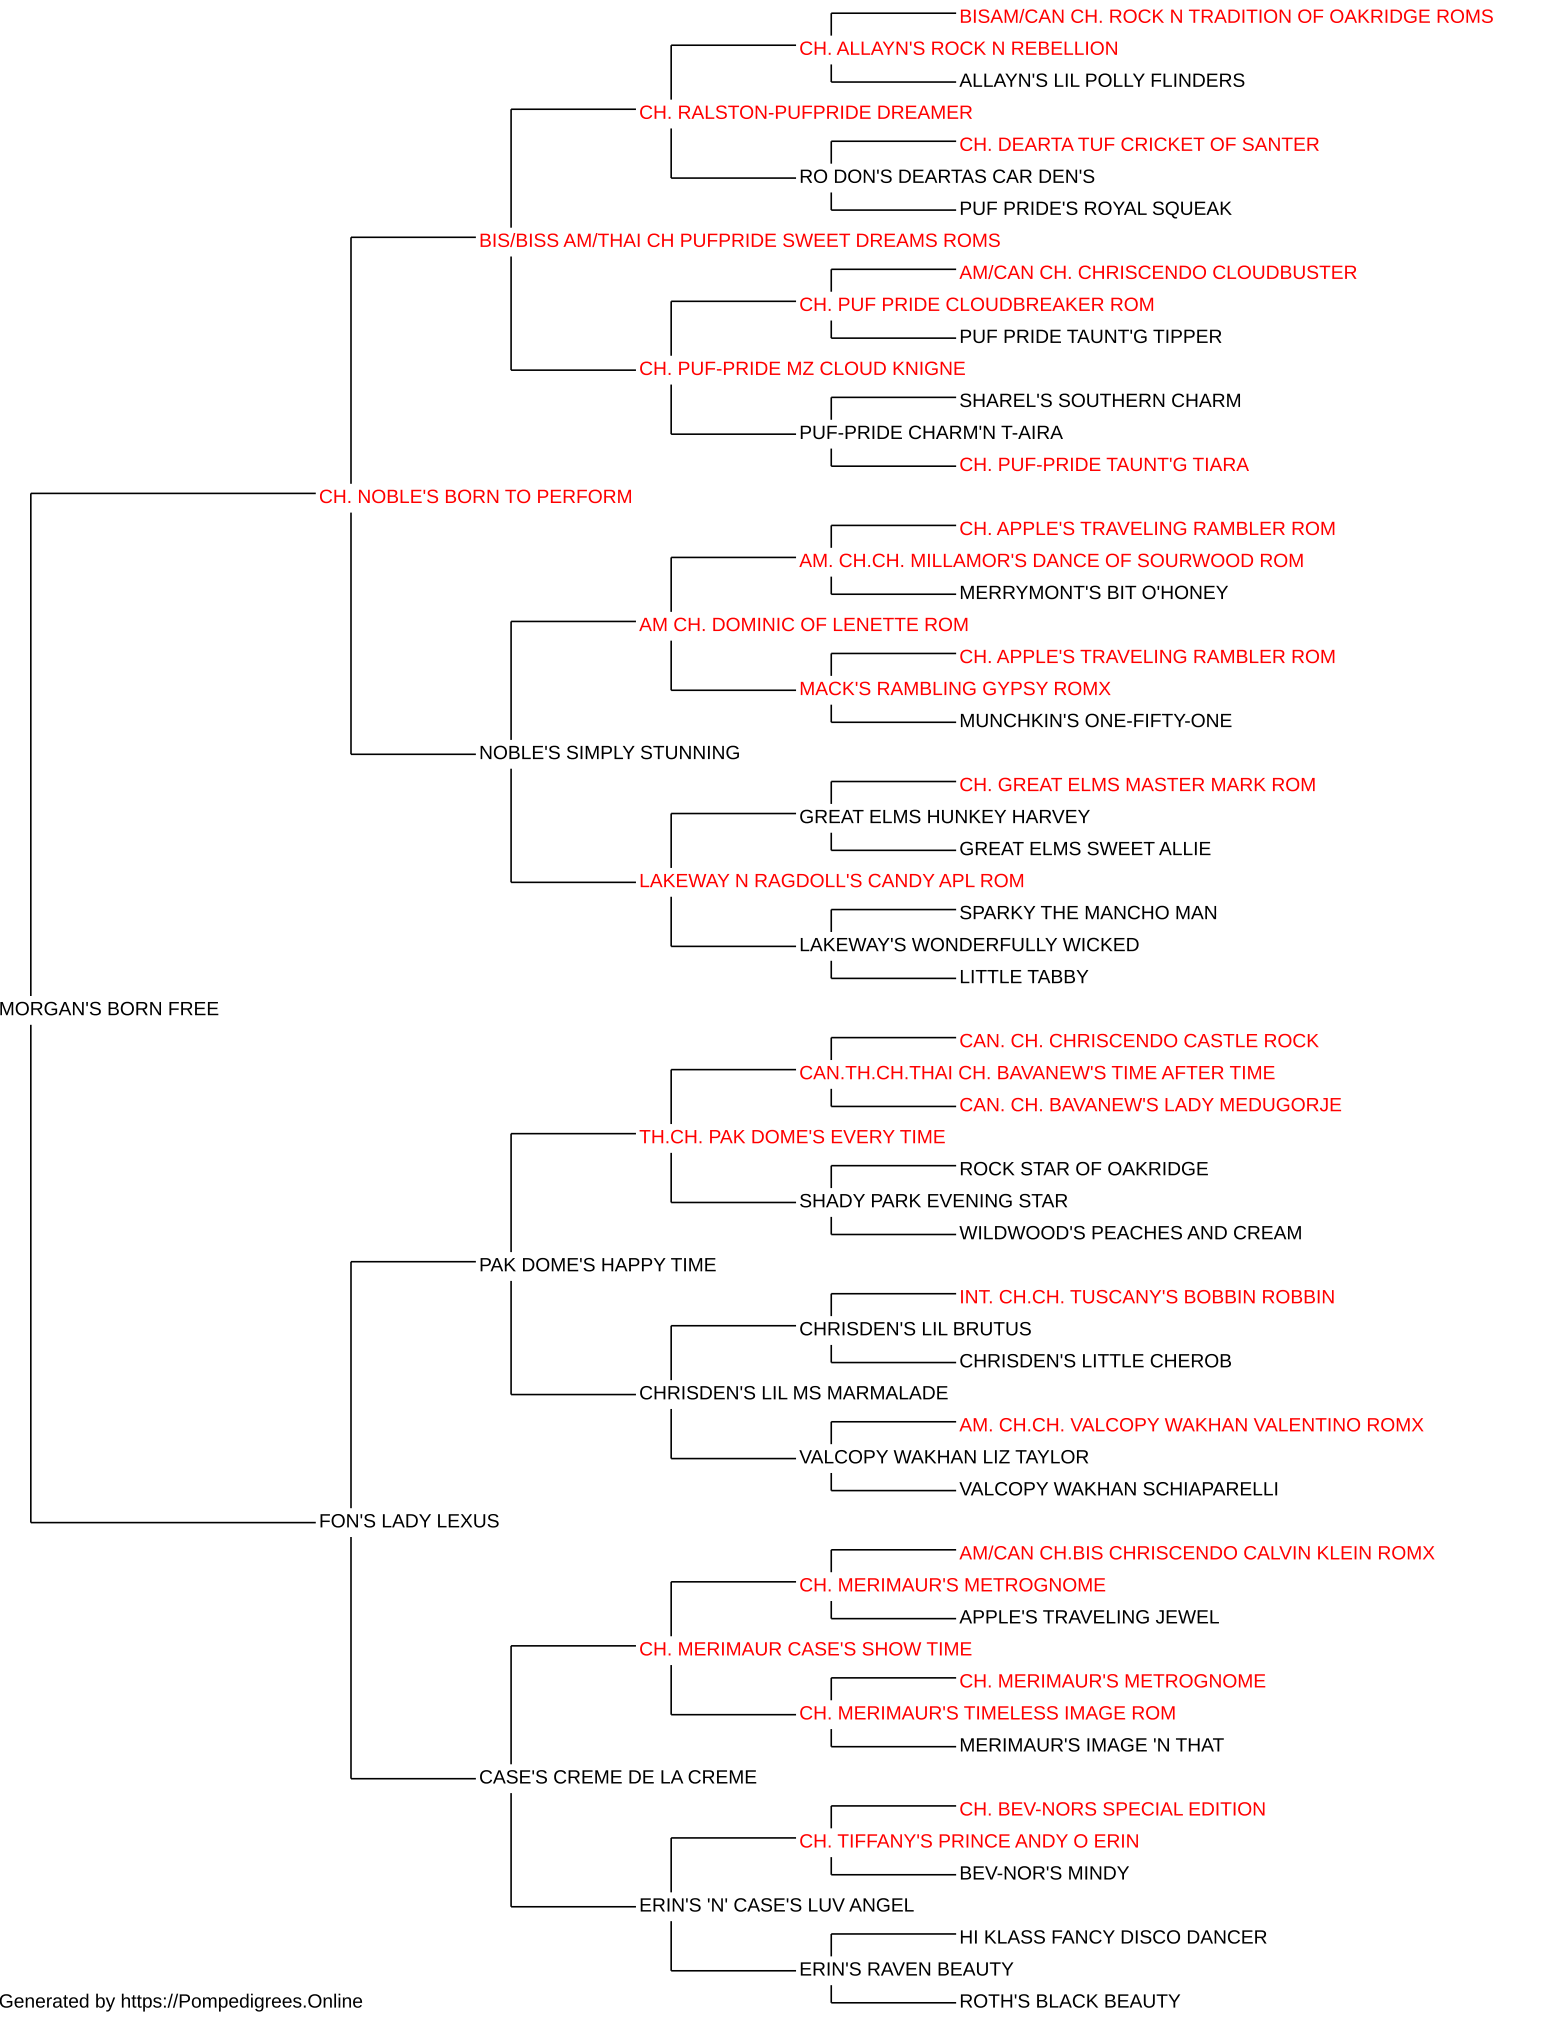 BISAM/CAN CH. ROCK N TRADITION OF OAKRIDGE ROMS
CH. ALLAYN'S ROCK N REBELLION
ALLAYN'S LIL POLLY FLINDERS
CH. RALSTON-PUFPRIDE DREAMER
CH. DEARTA TUF CRICKET OF SANTER
RO DON'S DEARTAS CAR DEN'S
PUF PRIDE'S ROYAL SQUEAK
BIS/BISS AM/THAI CH PUFPRIDE SWEET DREAMS ROMS
AM/CAN CH. CHRISCENDO CLOUDBUSTER
CH. PUF PRIDE CLOUDBREAKER ROM
PUF PRIDE TAUNT'G TIPPER
CH. PUF-PRIDE MZ CLOUD KNIGNE
SHAREL'S SOUTHERN CHARM
PUF-PRIDE CHARM'N T-AIRA
CH. PUF-PRIDE TAUNT'G TIARA
CH. NOBLE'S BORN TO PERFORM
CH. APPLE'S TRAVELING RAMBLER ROM
AM. CH.CH. MILLAMOR'S DANCE OF SOURWOOD ROM
MERRYMONT'S BIT O'HONEY
AM CH. DOMINIC OF LENETTE ROM
CH. APPLE'S TRAVELING RAMBLER ROM
MACK'S RAMBLING GYPSY ROMX
MUNCHKIN'S ONE-FIFTY-ONE
NOBLE'S SIMPLY STUNNING
CH. GREAT ELMS MASTER MARK ROM
GREAT ELMS HUNKEY HARVEY
GREAT ELMS SWEET ALLIE
LAKEWAY N RAGDOLL'S CANDY APL ROM
SPARKY THE MANCHO MAN
LAKEWAY'S WONDERFULLY WICKED
LITTLE TABBY
MORGAN'S BORN FREE
CAN. CH. CHRISCENDO CASTLE ROCK
CAN.TH.CH.THAI CH. BAVANEW'S TIME AFTER TIME
CAN. CH. BAVANEW'S LADY MEDUGORJE
TH.CH. PAK DOME'S EVERY TIME
ROCK STAR OF OAKRIDGE
SHADY PARK EVENING STAR
WILDWOOD'S PEACHES AND CREAM
PAK DOME'S HAPPY TIME
INT. CH.CH. TUSCANY'S BOBBIN ROBBIN
CHRISDEN'S LIL BRUTUS
CHRISDEN'S LITTLE CHEROB
CHRISDEN'S LIL MS MARMALADE
AM. CH.CH. VALCOPY WAKHAN VALENTINO ROMX
VALCOPY WAKHAN LIZ TAYLOR
VALCOPY WAKHAN SCHIAPARELLI
FON'S LADY LEXUS
AM/CAN CH.BIS CHRISCENDO CALVIN KLEIN ROMX
CH. MERIMAUR'S METROGNOME
APPLE'S TRAVELING JEWEL
CH. MERIMAUR CASE'S SHOW TIME
CH. MERIMAUR'S METROGNOME
CH. MERIMAUR'S TIMELESS IMAGE ROM
MERIMAUR'S IMAGE 'N THAT
CASE'S CREME DE LA CREME
CH. BEV-NORS SPECIAL EDITION
CH. TIFFANY'S PRINCE ANDY O ERIN
BEV-NOR'S MINDY
ERIN'S 'N' CASE'S LUV ANGEL
HI KLASS FANCY DISCO DANCER
ERIN'S RAVEN BEAUTY
ROTH'S BLACK BEAUTY
Generated by https://Pompedigrees.Online